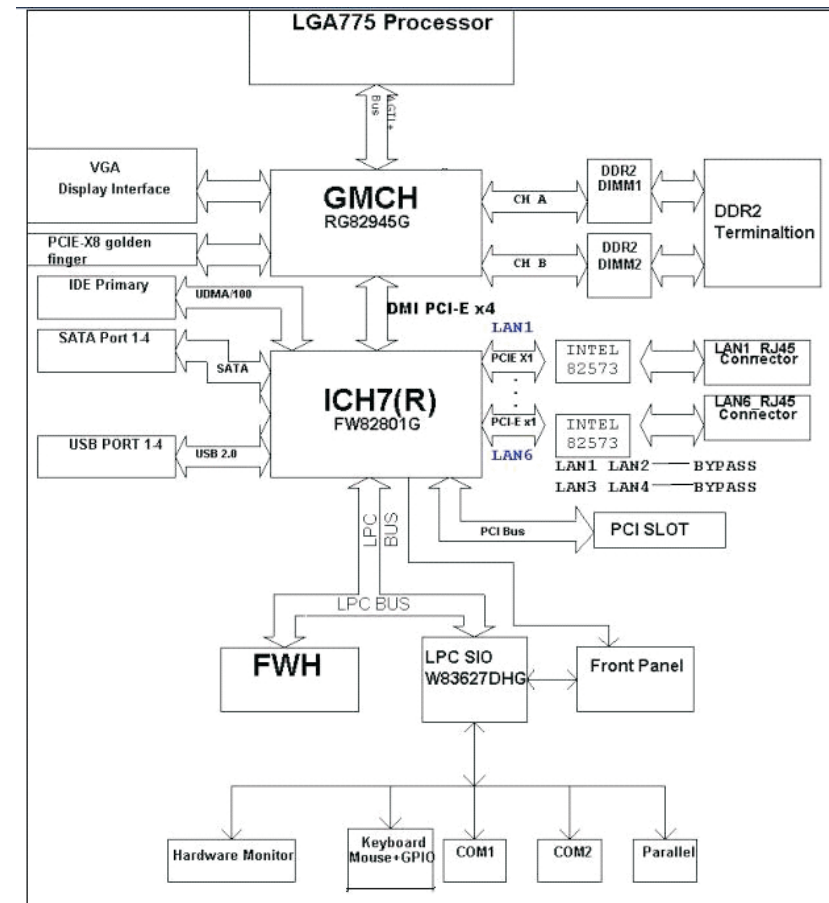 LGA775 Processor
AGTL+
Bus
VGA
Display Interface
GMCH
RG82945G
CH A
DDR2
DIMM1
DDR2
Terminaltion
PCIE-X8 golden
finger
CH B
DDR2
DIMM2
IDE Primary
UDMA/100
DMI PCI-E x4
SATA Port 1-4
SATA
LAN1
PCIE X1
INTEL
82573
LAN1_RJ45
Connector
ICH7(R)
FW82801G
PCI-E x1
LAN6
INTEL
82573
LAN6_RJ45
Connector
USB PORT 1-4
USB 2.0
LAN1 LAN2 —— BYPASS
LAN3 LAN4 —— BYPASS
LPC
BUS
PCI Bus
PCI SLOT
LPC BUS
FWH
LPC SIO
W83627DHG
Front Panel
Hardware Monitor
Keyboard
Mouse+GPIO
COM1
COM2
Parallel